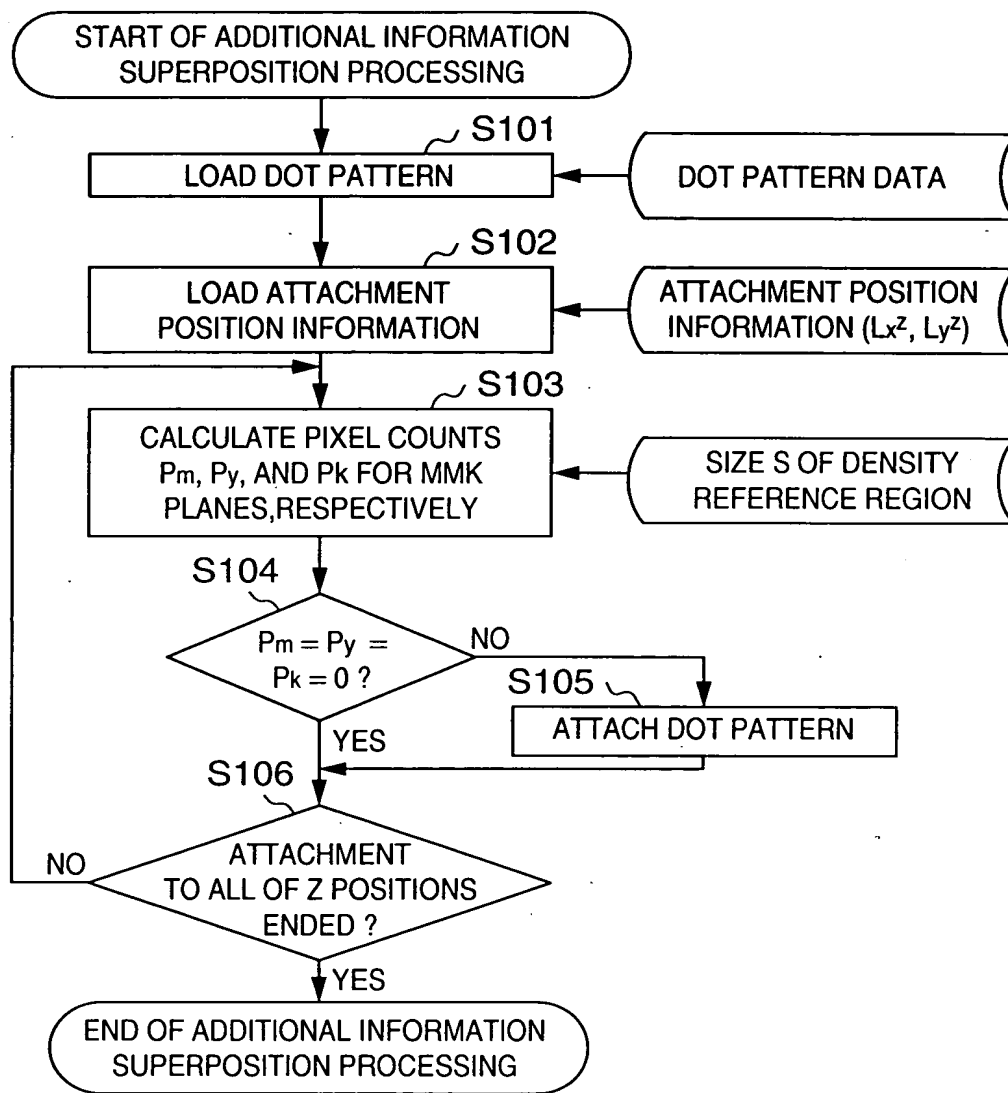 START OF ADDITIONAL INFORMATION
SUPERPOSITION PROCESSING
S101
LOAD DOT PATTERN
DOT PATTERN DATA
S102
LOAD ATTACHMENT
POSITION INFORMATION
ATTACHMENT POSITION
INFORMATION (Lx^z, Ly^z)
S103
CALCULATE PIXEL COUNTS
Pm, Py, AND Pk FOR MMK
PLANES,RESPECTIVELY
SIZE S OF DENSITY
REFERENCE REGION
S104
Pm = Py =
Pk = 0 ?
NO
S105
ATTACH DOT PATTERN
YES
S106
NO
ATTACHMENT
TO ALL OF Z POSITIONS
ENDED ?
YES
END OF ADDITIONAL INFORMATION
SUPERPOSITION PROCESSING